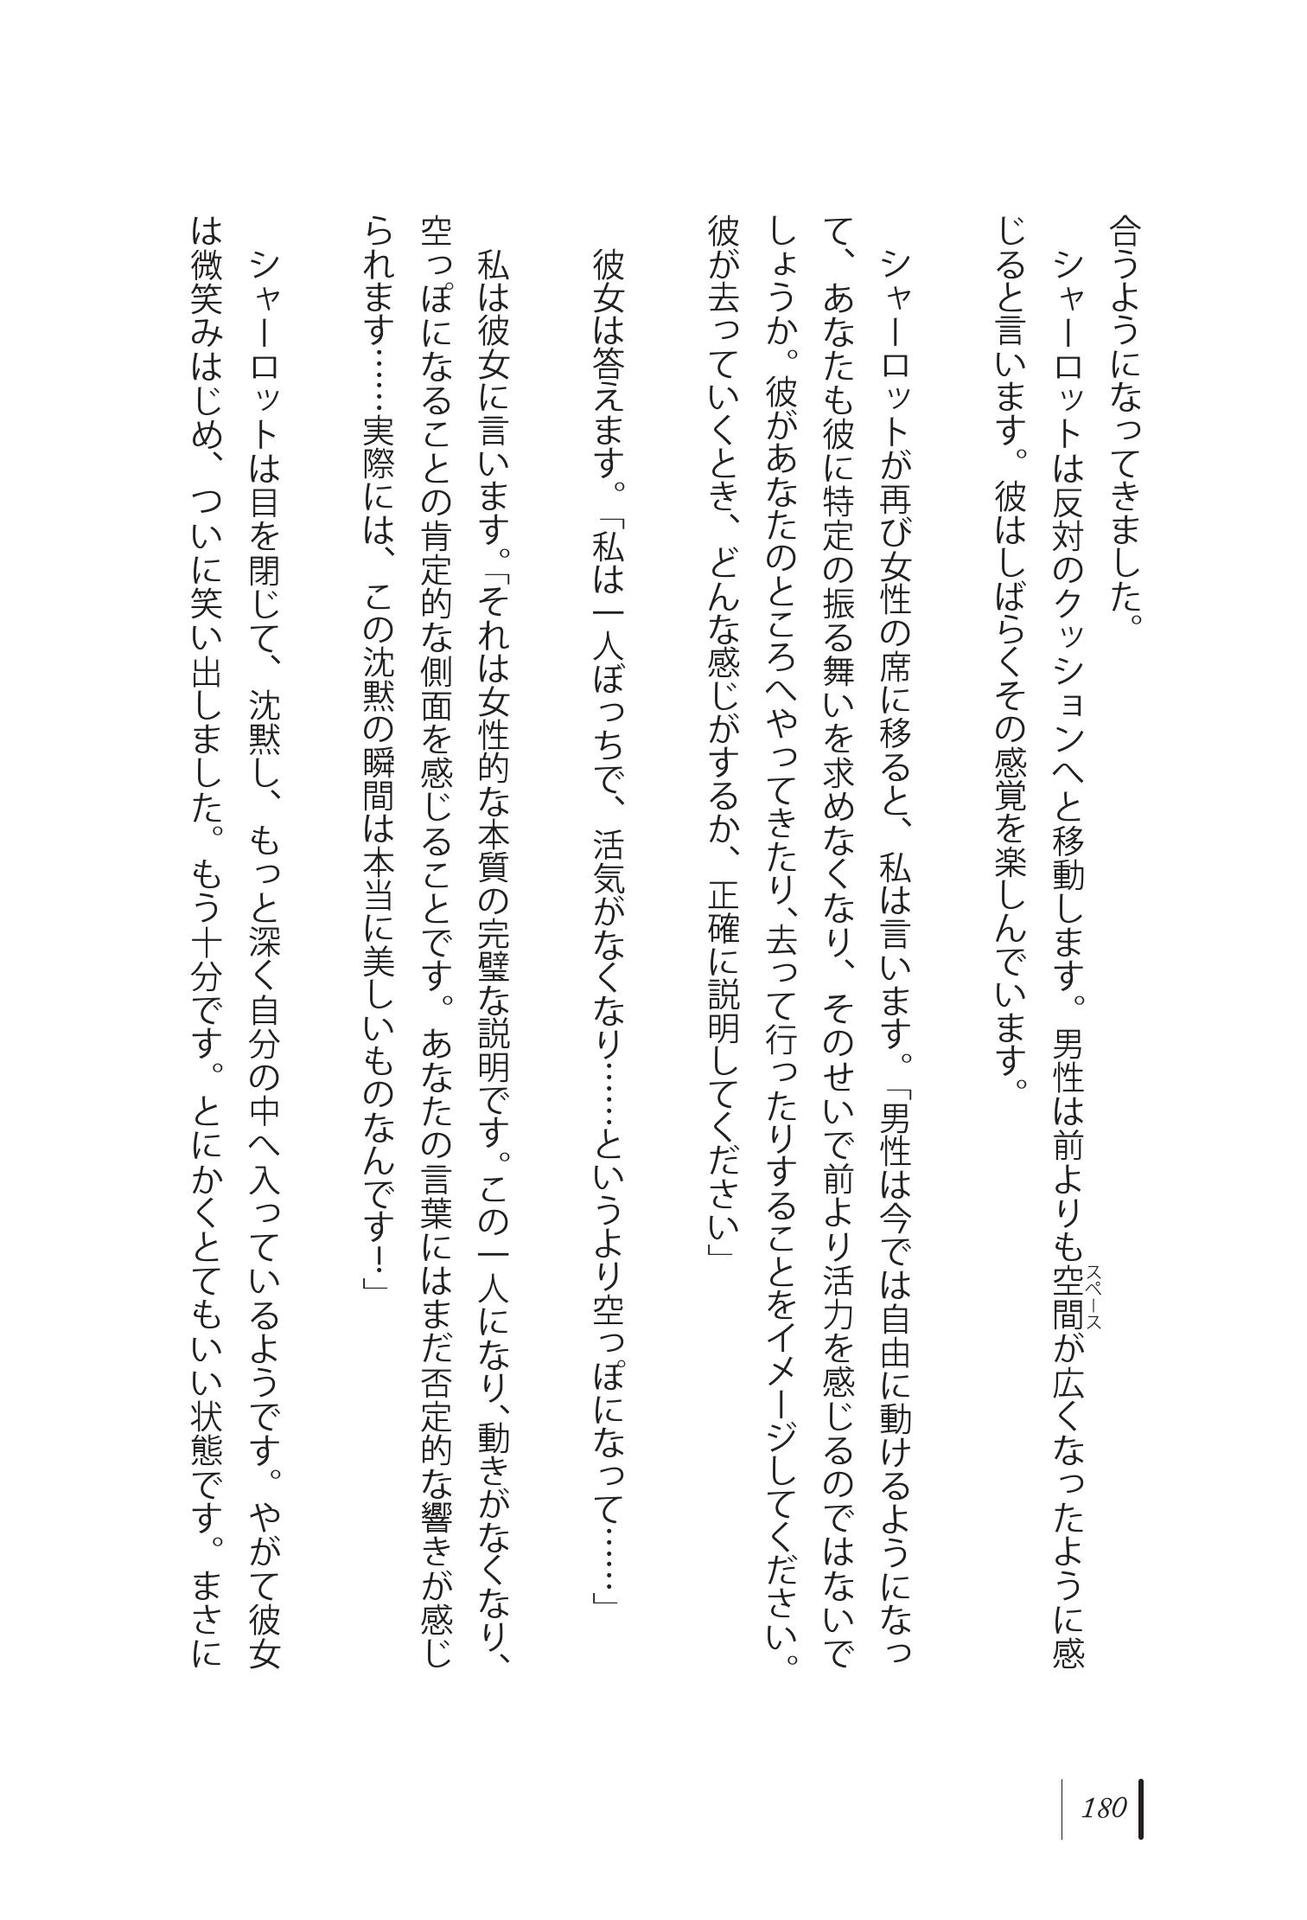 合うようになってきました。
シャーロットは反対のクッションへと移動します。男性は前よりも空間が広くなったように感
スペース
じると言います。彼はしばらくその感覚を楽しんでいます。
シャーロットが再び女性の席に移ると、私は言います。「男性は今では自由に動けるようになっ
て、あなたも彼に特定の振る舞いを求めなくなり、そのせいで前より活力を感じるのではないで
しょうか。彼があなたのところへやってきたり、去って行ったりすることをイメージしてください。
彼が去っていくとき、どんな感じがするか、正確に説明してください」
彼女は答えます。「私は一人ぼっちで、活気がなくなり……というより空っぽになって……」
私は彼女に言います。「それは女性的な本質の完璧な説明です。この一人になり、動きがなくなり、
空っぽになることの肯定的な側面を感じることです。あなたの言葉にはまだ否定的な響きが感じ
られます……実際には、この沈黙の瞬間は本当に美しいものなんです！」
シャーロットは目を閉じて、沈黙し、もっと深く自分の中へ入っているようです。やがて彼女
は微笑みはじめ、ついに笑い出しました。もう十分です。とにかくとてもいい状態です。まさに
180